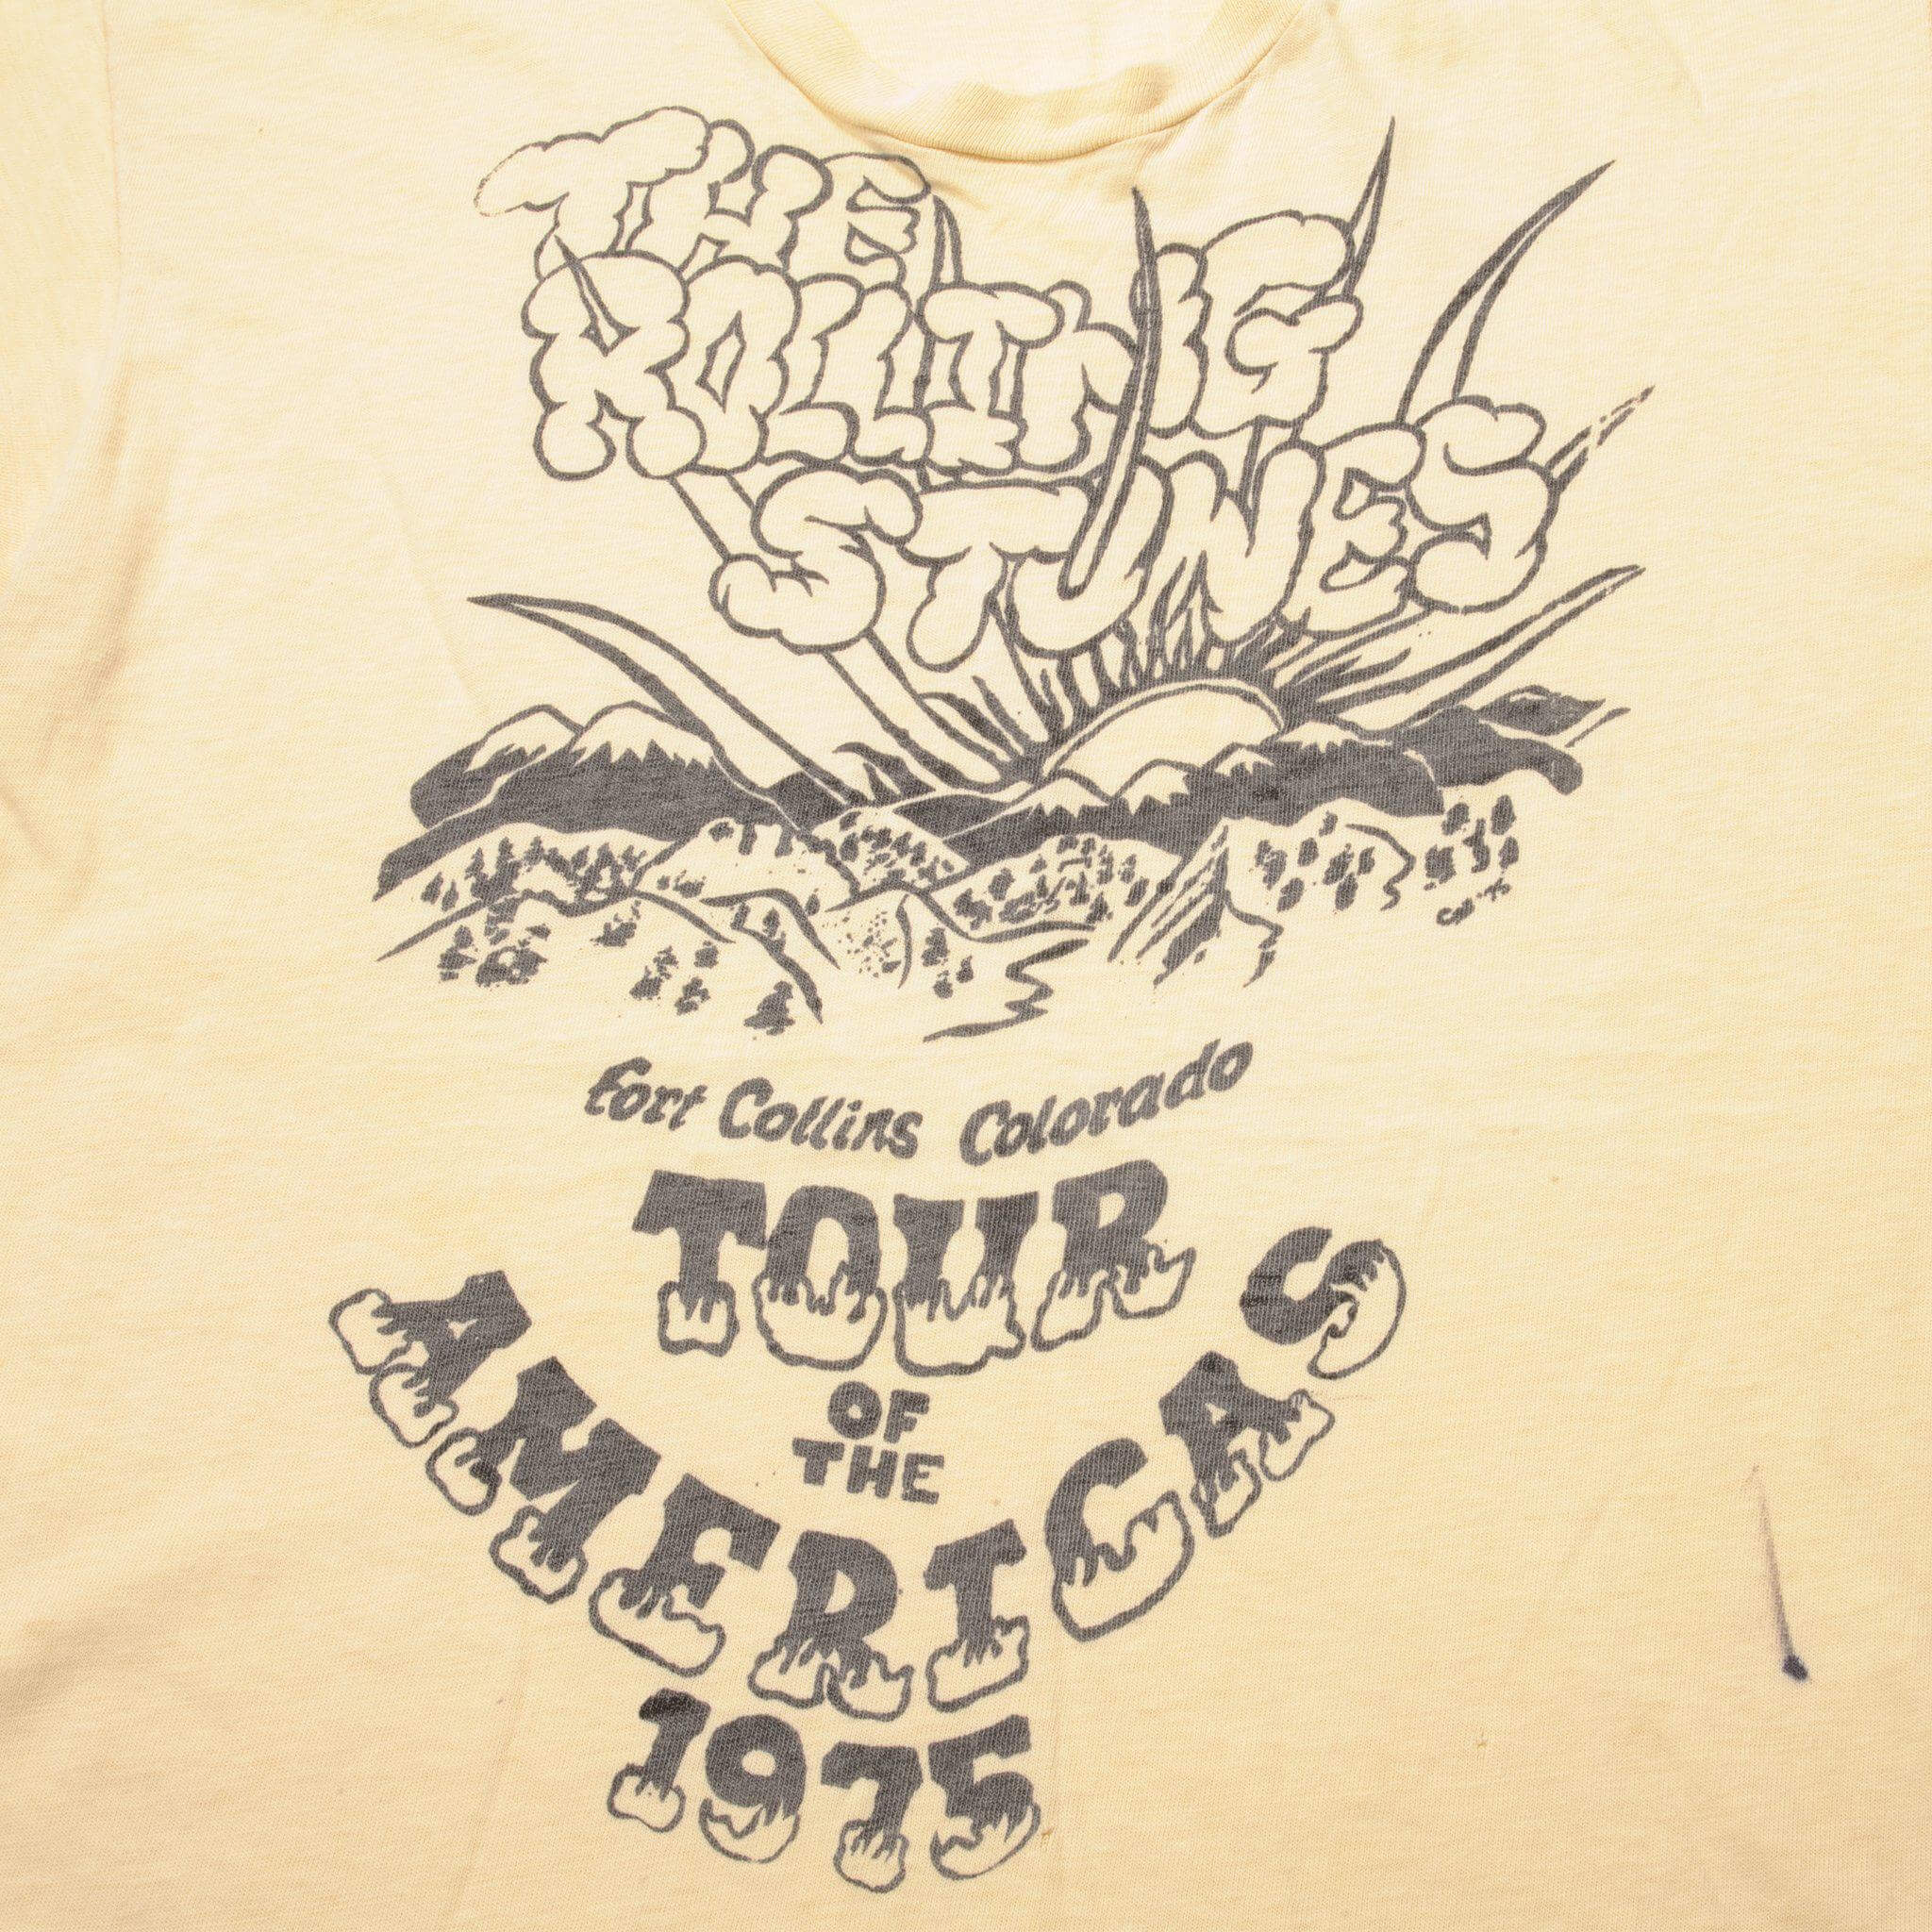 THE
ROLLING
STONES
Fort Collins Colorado
TOUR
OF
THE
AMERICAS
1975